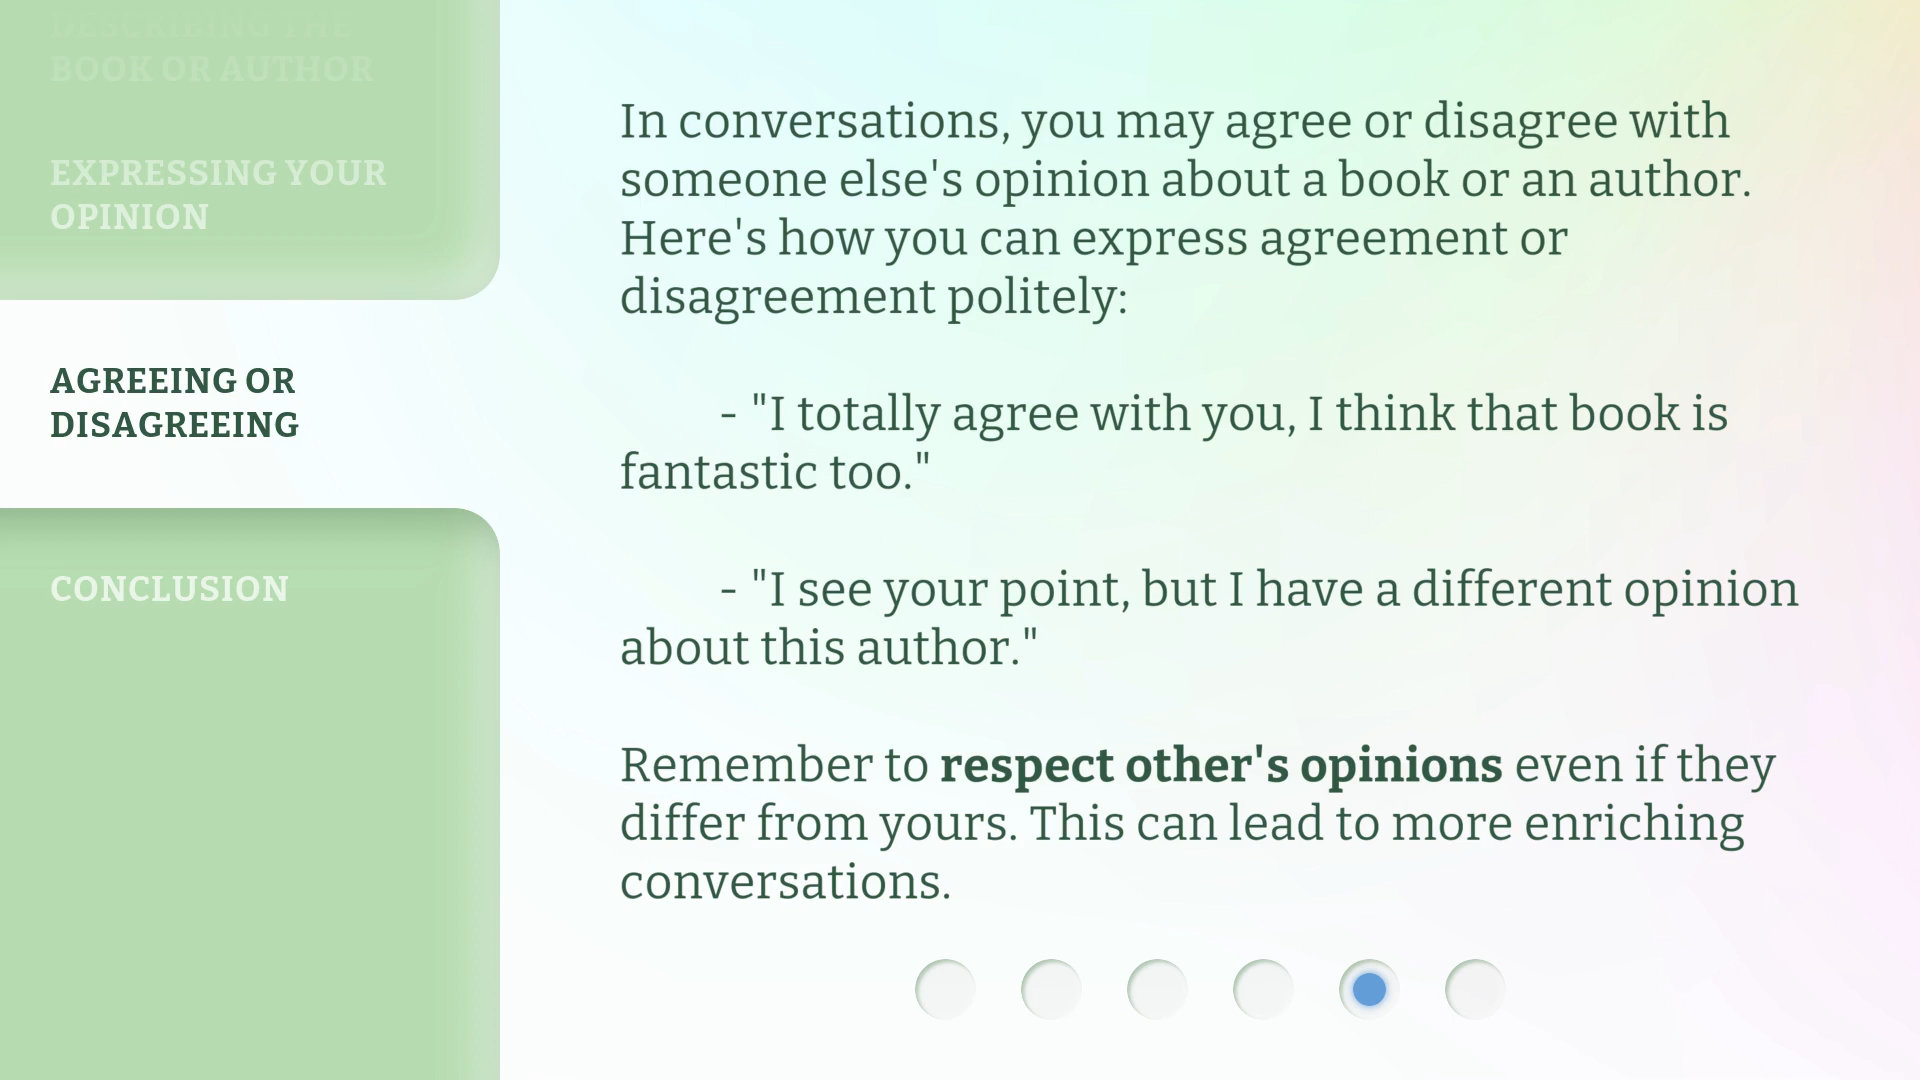 DESCRIBING THE
BOOK OR AUTHOR
EXPRESSING YOUR
OPINION
AGREEING OR
DISAGREEING
CONCLUSION
In conversations, you may agree or disagree with
someone else's opinion about a book or an author.
Here's how you can express agreement or
disagreement politely:
- "I totally agree with you, I think that book is
fantastic too."
- "I see your point, but I have a different opinion
about this author."
Remember to respect other's opinions even if they
differ from yours. This can lead to more enriching
conversations.